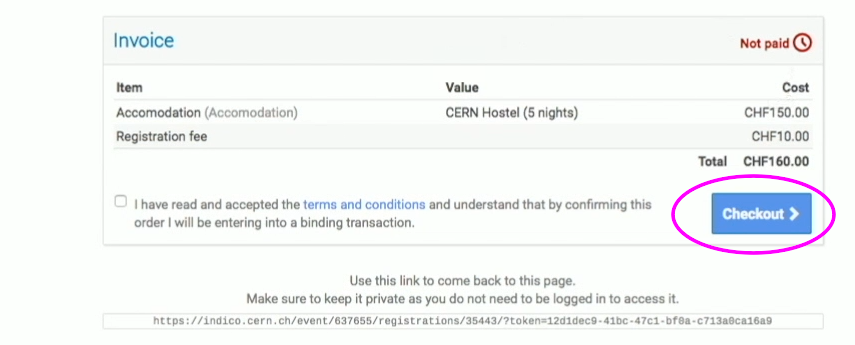 Invoice
Not paid
Item Value Cost
Accomodation (Accomodation) CERN Hostel (5 nights) CHF150.00
Registration fee CHF10.00
Total CHF160.00
I have read and accepted the terms and conditions and understand that by confirming this
order I will be entering into a binding transaction.
Checkout
Use this link to come back to this page.
Make sure to keep it private as you do not need to be logged in to access it.
https://indico.cern.ch/event/637655/registrations/35443/?token=12d1dec9-41bc-47c1-bf0a-c713a0ca16a9